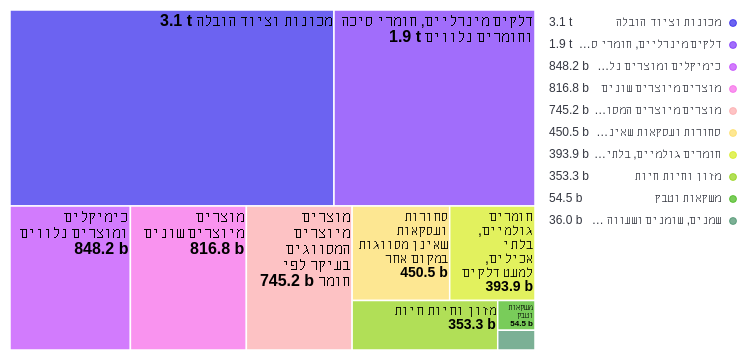 מכונות וציוד הובלה 3.1 t
דלקים מינרליים, חומרי סיכה
וחומרים נלווים 1.9 t
כימיקלים
ומוצרים נלווים
848.2 b
מוצרים
מיוצרים שונים
816.8 b
מוצרים
מיוצרים
המסווגים
בעיקר לפי
חומר 745.2 b
סחורות
ועסקאות
שאינן מסווגות
במקום אחר
450.5 b
חומרים
גולמיים,
בלתי
אכילים,
למעט דלקים
393.9 b
מזון וחיות חיות
353.3 b
משקאות
וטבק
54.5 b
מכונות וציוד הובלה 3.1 t
דלקים מינרליים, חומרי ס... 1.9 t
כימיקלים ומוצרים נל... 848.2 b
מוצרים מיוצרים שונים 816.8 b
מוצרים מיוצרים המסו... 745.2 b
סחורות ועסקאות שאינ... 450.5 b
חומרים גולמיים, בלתי... 393.9 b
מזון וחיות חיות 353.3 b
משקאות וטבק 54.5 b
שמנים, שומנים ושעווה ... 36.0 b